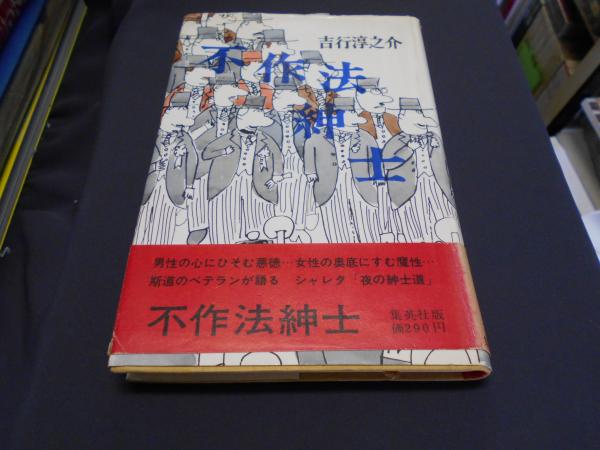 吉行淳之介
不作法
紳士
男性の心にひそむ悪徳…女性の奥底にすむ魔性…
斯道のベテランが語る シャレタ「夜の紳士道」
不作法紳士
集英社版
価290円